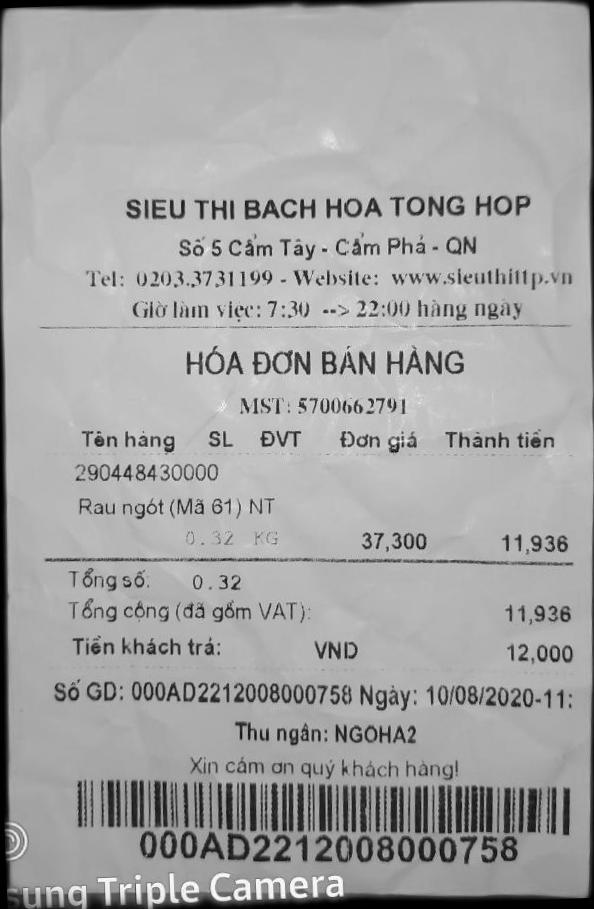 SIEU THI BACH HOA TONG HOP
Số 5 Cẩm Tây - Cẩm Phả - QN
Tel: 0203.3731199 - Website: www.sieuthittp.vn
Giờ làm việc: 7:30 --> 22:00 hàng ngày
HÓA ĐƠN BÁN HÀNG
MST: 5700662791
Tên hàng SL ĐVT Đơn giá Thành tiền
290448430000
Rau ngót (Mã 61) NT
0.32 KG 37,300 11,936
Tổng số: 0.32
Tổng cộng (đã gồm VAT): 11,936
Tiền khách trả: VND 12,000
Số GD: 000AD2212008000758 Ngày: 10/08/2020-11:
Thu ngân: NGOHA2
Xin cảm ơn quý khách hàng!
000AD2212008000758
sung Triple Camera